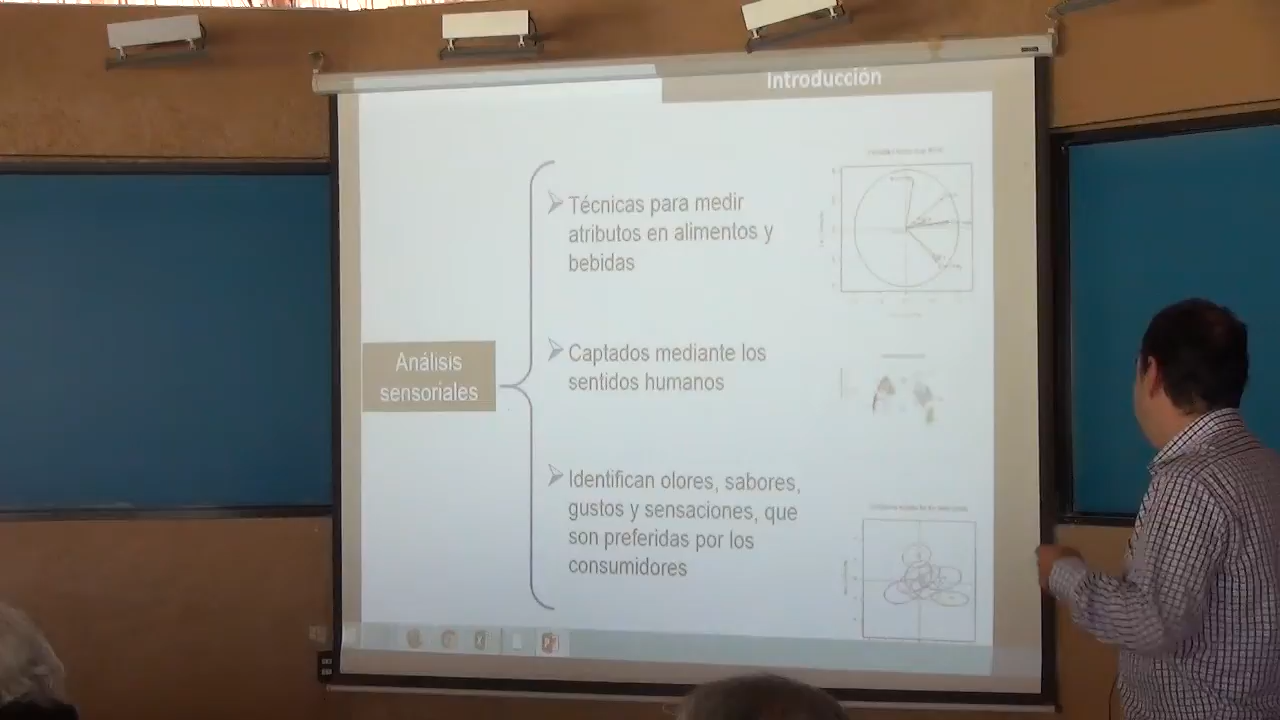 Introducción
Técnicas para medir
atributos en alimentos y
bebidas
Análisis
sensoriales
Captados mediante los
sentidos humanos
Identifican olores, sabores,
gustos y sensaciones, que
son preferidas por los
consumidores